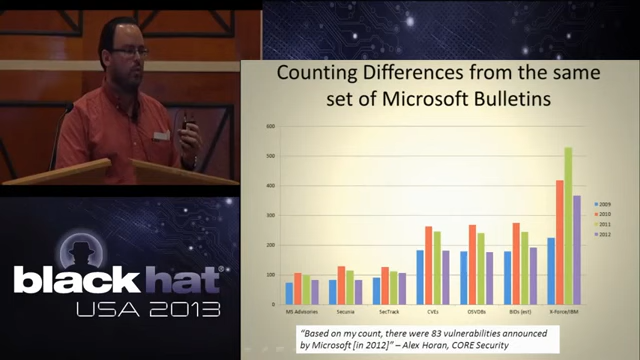 Counting Differences from the same
set of Microsoft Bulletins
600
500
400
300
200
100
0
MS Advisories
Secunia
SecTrack
CVEs
OSVDBs
BIDs (est)
X-Force/IBM
2009
2010
2011
2012
"Based on my count, there were 83 vulnerabilities announced
by Microsoft [in 2012]" – Alex Horan, CORE Security
black hat®
USA 2013